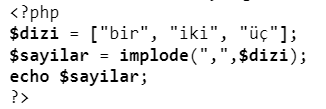 <?php
$dizi = ["bir", "iki", "üç"];
$sayilar = implode(",",$dizi);
echo $sayilar;
?>